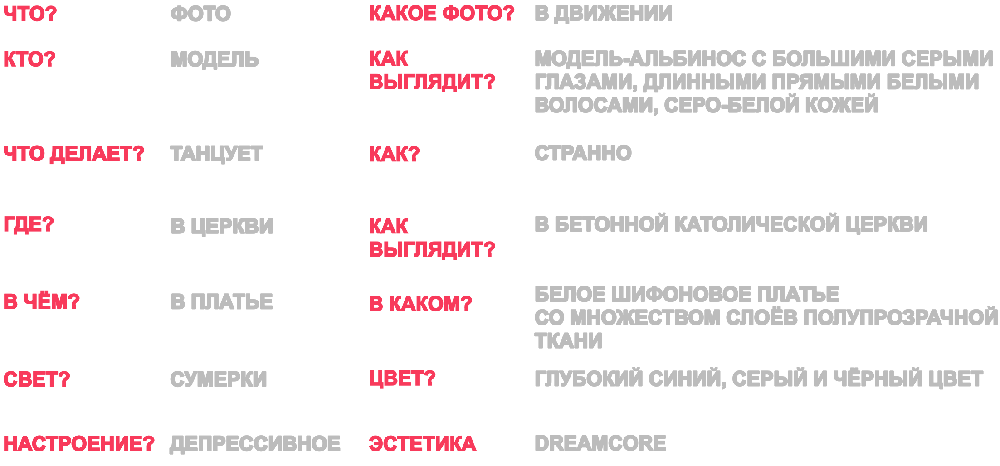 ЧТО? ФОТО КАКОЕ ФОТО? В ДВИЖЕНИИ
КТО? МОДЕЛЬ КАК МОДЕЛЬ-АЛЬБИНОС С БОЛЬШИМИ СЕРЫМИ
ВЫГЛЯДИТ? ГЛАЗАМИ, ДЛИННЫМИ ПРЯМЫМИ БЕЛЫМИ
ВОЛОСАМИ, СЕРО-БЕЛОЙ КОЖЕЙ
ЧТО ДЕЛАЕТ? ТАНЦУЕТ КАК? СТРАННО
ГДЕ? В ЦЕРКВИ КАК В БЕТОННОЙ КАТОЛИЧЕСКОЙ ЦЕРКВИ
ВЫГЛЯДИТ?
В ЧЁМ? В ПЛАТЬЕ В КАКОМ? БЕЛОЕ ШИФОНОВОЕ ПЛАТЬЕ
СО МНОЖЕСТВОМ СЛОЁВ ПОЛУПРОЗРАЧНОЙ
ТКАНИ
СВЕТ? СУМЕРКИ ЦВЕТ? ГЛУБОКИЙ СИНИЙ, СЕРЫЙ И ЧЁРНЫЙ ЦВЕТ
НАСТРОЕНИЕ? ДЕПРЕССИВНОЕ ЭСТЕТИКА DREAMCORE